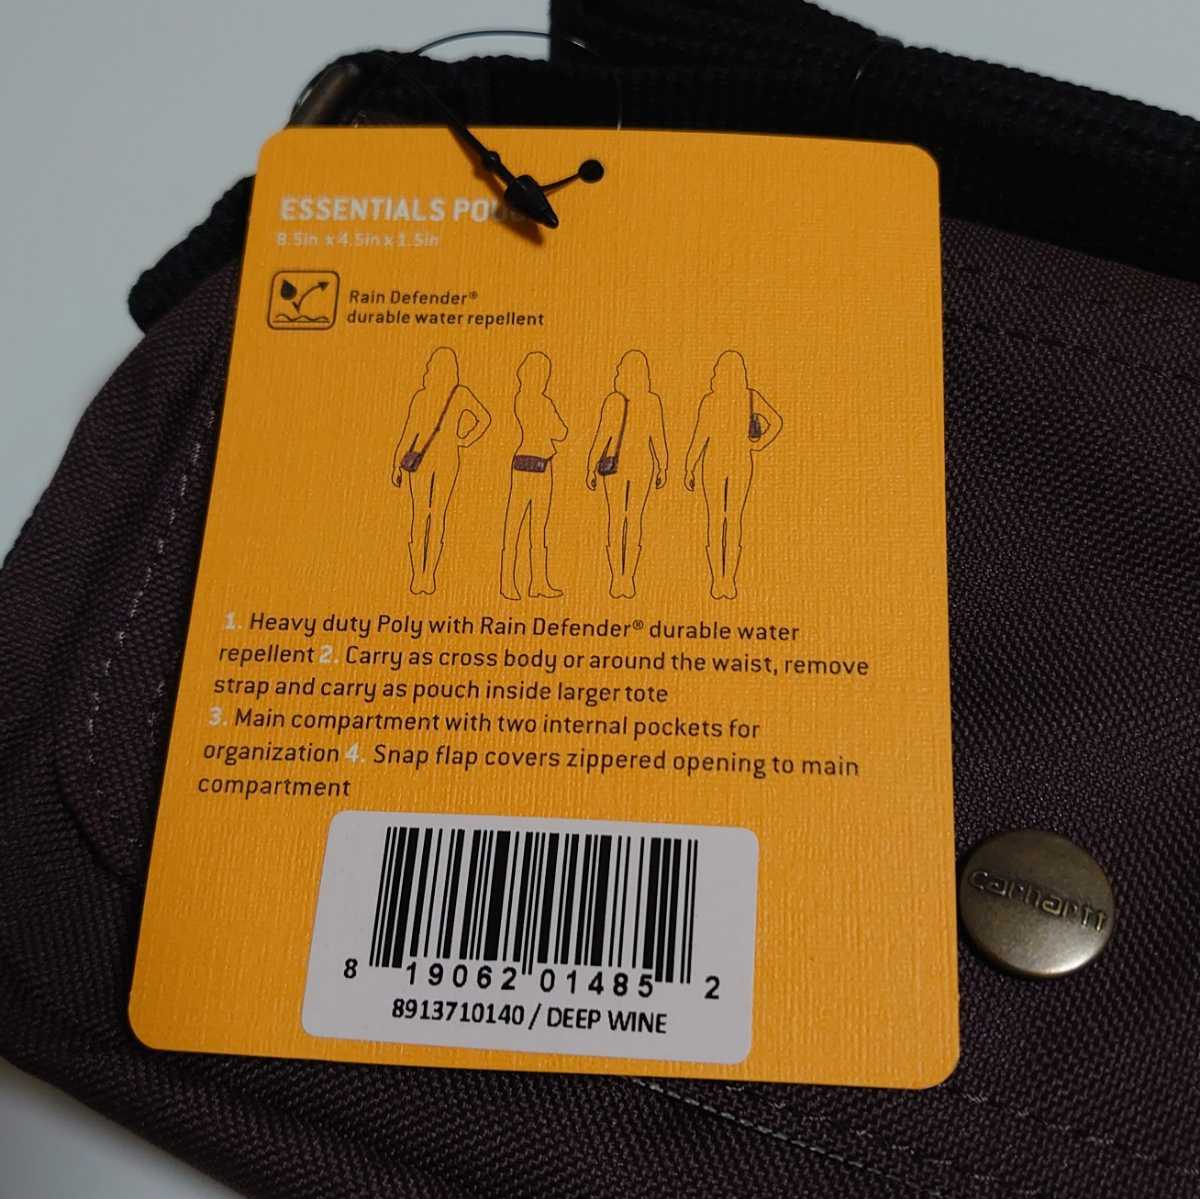 ESSENTIALS
8.5in x 4.5in x 1.5in
Rain Defender®
durable water repellent
1. Heavy duty Poly with Rain Defender® durable water
repellent 2. Carry as cross body or around the waist, remove
strap and carry as pouch inside larger tote
3. Main compartment with two internal pockets for
organization 4. Snap flap covers zippered opening to main
compartment
carhartt
8 19062 01485 2
8913710140 / DEEP WINE